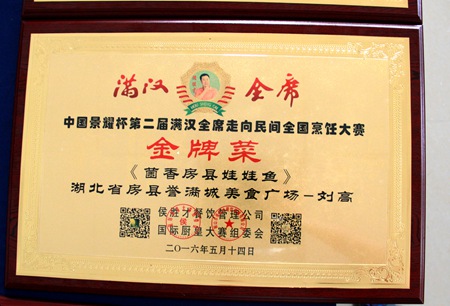 满汉 全席
中国景耀杯第二届满汉全席走向民间全国烹饪大赛
金牌菜
《菌香房县娃娃鱼》
湖北省房县誉满城美食广场-刘高
侯胜才餐饮管理公司
国际厨皇大赛组委会
二〇一六年五月十四日